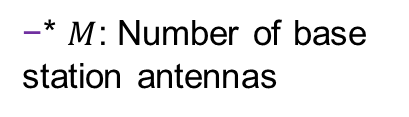 –* M: Number of base
station antennas